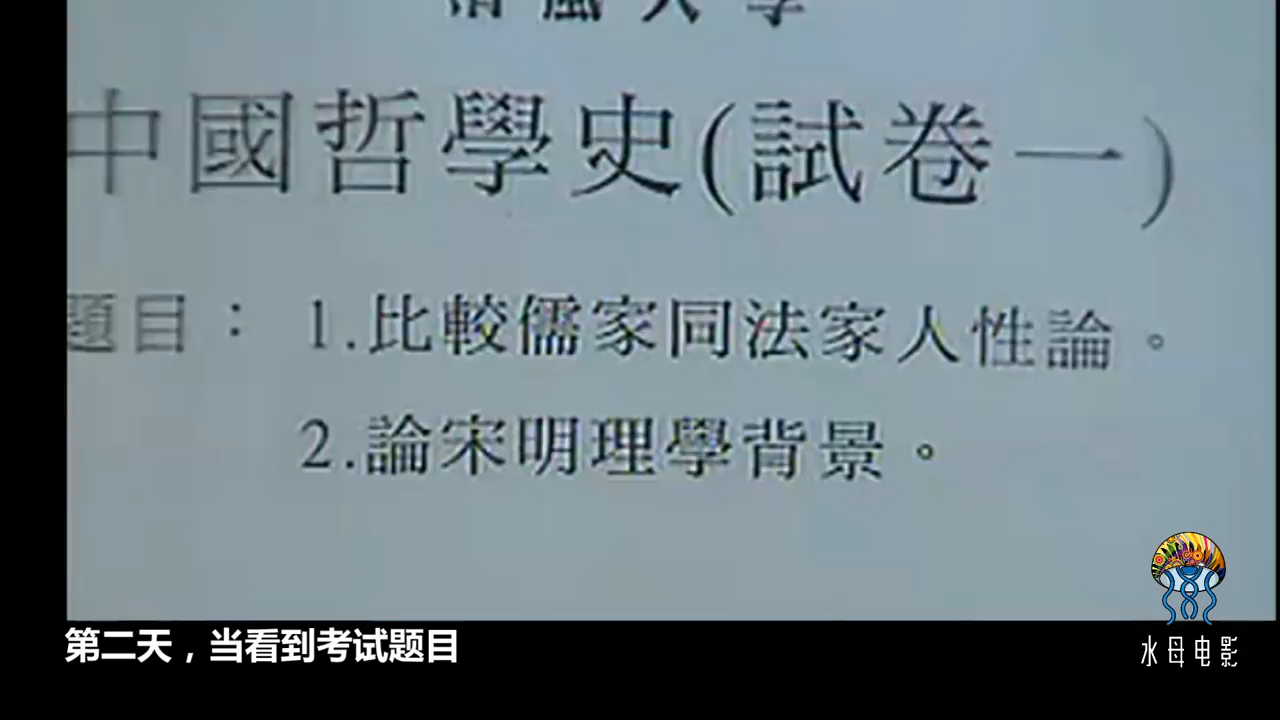 中國哲學史(試卷一)
題目： 1.比較儒家同法家人性論。
2.論宋明理學背景。
第二天，当看到考试题目
水母电影